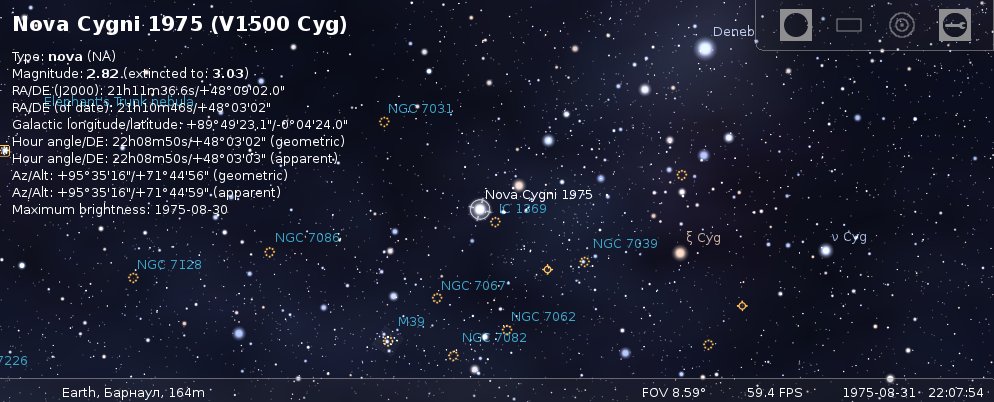 Nova Cygni 1975 (V1500 Cyg)
Type: nova (NA)
Magnitude: 2.82 (extincted to: 3.03)
RA/DE (J2000): 21h11m36.6s/+48°09'02.0"
Elephant's Trunk nebula
RA/DE (of date): 21h10m46s/+48°03'02"
Galactic longitude/latitude: +89°49'23.1"/-0°04'24.0"
Hour angle/DE: 22h08m50s/+48°03'02" (geometric)
Hour angle/DE: 22h08m50s/+48°03'03" (apparent)
Az/Alt: +95°35'16"/+71°44'56" (geometric)
Az/Alt: +95°35'16"/+71°44'59" (apparent)
Maximum brightness: 1975-08-30
Deneb
NGC 7031
Nova Cygni 1975
IC 1369
NGC 7086
NGC 7039
ξ Cyg
ν Cyg
NGC 7128
NGC 7067
M39
NGC 7062
NGC 7082
7226
Earth, Барнаул, 164m
FOV 8.59°
59.4 FPS
1975-08-31
22:07:54